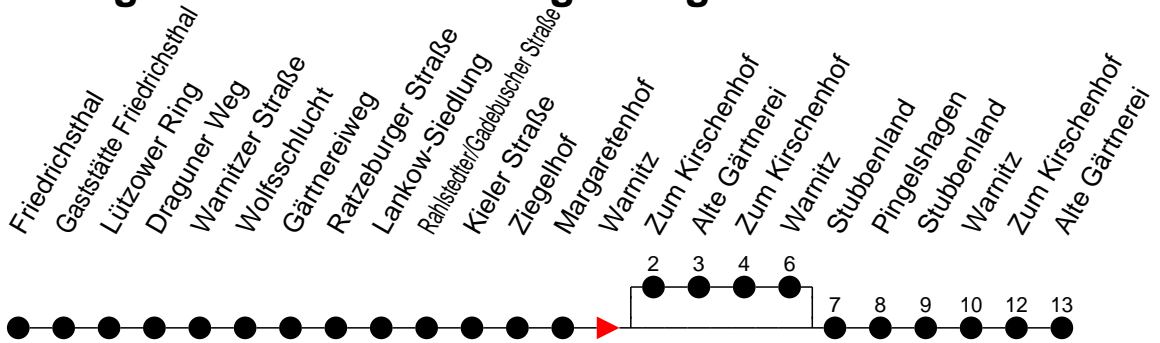 Friedrichsthal
Gaststätte Friedrichsthal
Lützower Ring
Draguner Weg
Warnitzer Straße
Wolfsschlucht
Gärtnereiweg
Ratzeburger Straße
Lankow-Siedlung
Rahlstedter/Gadebuscher Straße
Kieler Straße
Ziegelhof
Margaretenhof
Warnitz
Zum Kirschenhof
Alte Gärtnerei
Zum Kirschenhof
Warnitz
Stubbenland
Pingelshagen
Stubbenland
Warnitz
Zum Kirschenhof
Alte Gärtnerei
2 3 4 6
7 8 9 10 12 13